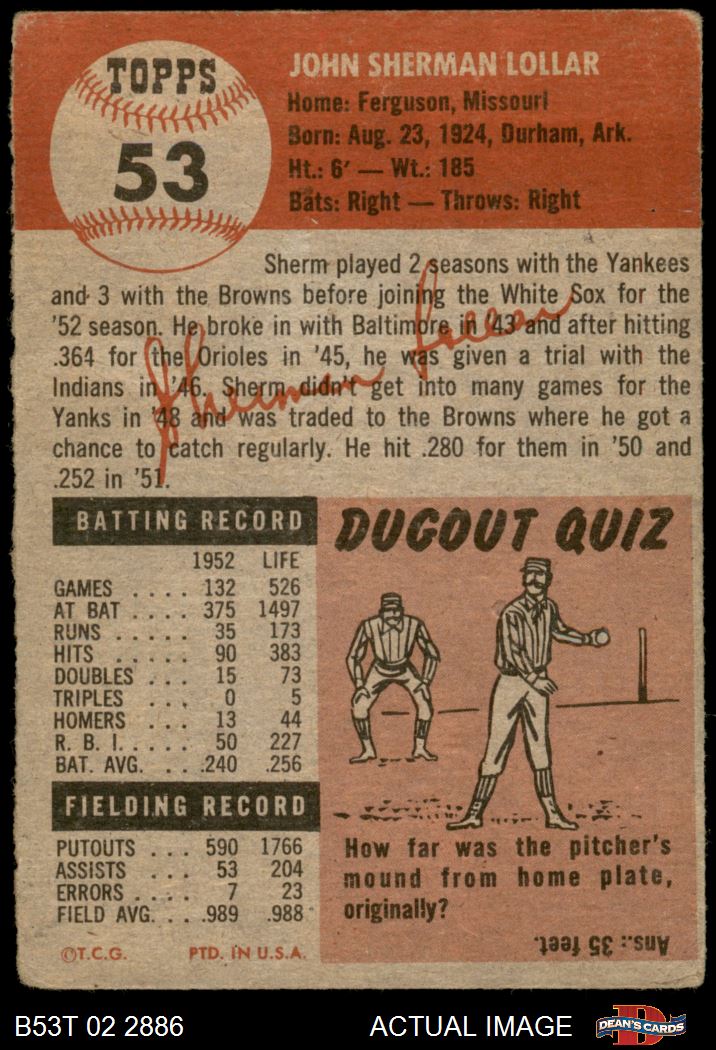 TOPPS
53
JOHN SHERMAN LOLLAR
Home: Ferguson, Missouri
Born: Aug. 23, 1924, Durham, Ark.
Ht.: 6' — Wt.: 185
Bats: Right — Throws: Right
Sherm played 2 seasons with the Yankees
and 3 with the Browns before joining the White Sox for the
'52 season. He broke in with Baltimore in '43 and after hitting
.364 for the Orioles in '45, he was given a trial with the
Indians in '46. Sherm didn't get into many games for the
Yanks in '48 and was traded to the Browns where he got a
chance to catch regularly. He hit .280 for them in '50 and
.252 in '51.
Sherman Lollar
BATTING RECORD
1952 LIFE
GAMES .... 132 526
AT BAT .... 375 1497
RUNS ..... 35 173
HITS ..... 90 383
DOUBLES ... 15 73
TRIPLES ... 0 5
HOMERS ... 13 44
R. B. I. .... 50 227
BAT. AVG. ... .240 .256
FIELDING RECORD
PUTOUTS ... 590 1766
ASSISTS ... 53 204
ERRORS .... 7 23
FIELD AVG. ... .989 .988
©T.C.G. PTD. IN U.S.A.
DUGOUT QUIZ
How far was the pitcher's
mound from home plate,
originally?
Ans.: 35 feet.
B53T 02 2886 ACTUAL IMAGE
DEAN'S CARDS